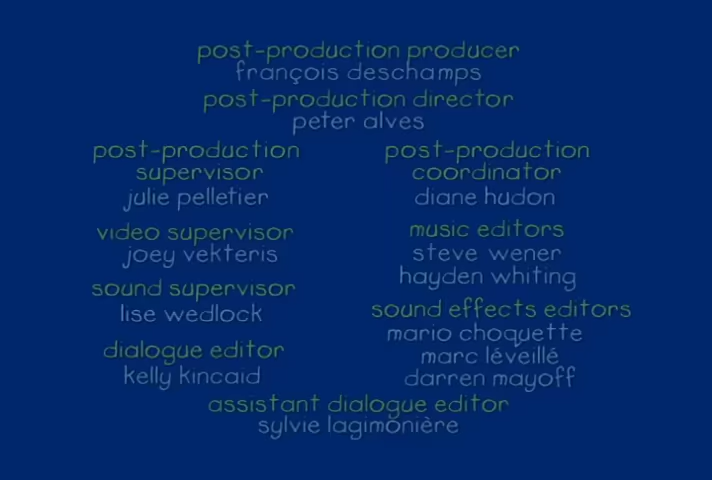 post-production producer
françois deschamps
post-production director
peter alves
post-production
supervisor
julie pelletier
video supervisor
joey vekteris
sound supervisor
lise wedlock
dialogue editor
kelly kincaid
post-production
coordinator
diane hudon
music editors
steve wener
hayden whiting
sound effects editors
mario choquette
marc léveillé
darren mayoff
assistant dialogue editor
sylvie lagimonière